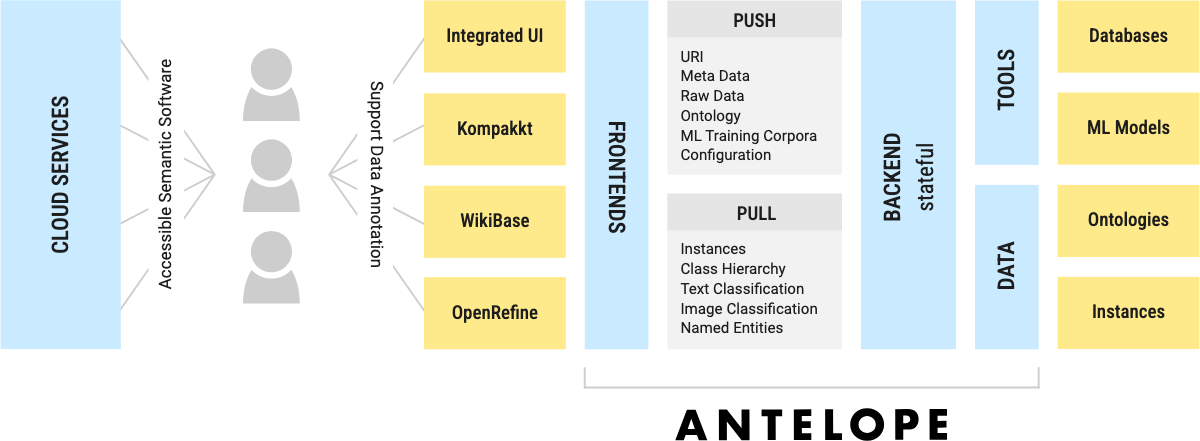 CLOUD SERVICES
Accessible Semantic Software
Support Data Annotation
Integrated UI
Kompakkt
WikiBase
OpenRefine
FRONTENDS
PUSH
URI
Meta Data
Raw Data
Ontology
ML Training Corpora
Configuration
PULL
Instances
Class Hierarchy
Text Classification
Image Classification
Named Entities
BACKEND
stateful
TOOLS
DATA
Databases
ML Models
Ontologies
Instances
ANTELOPE